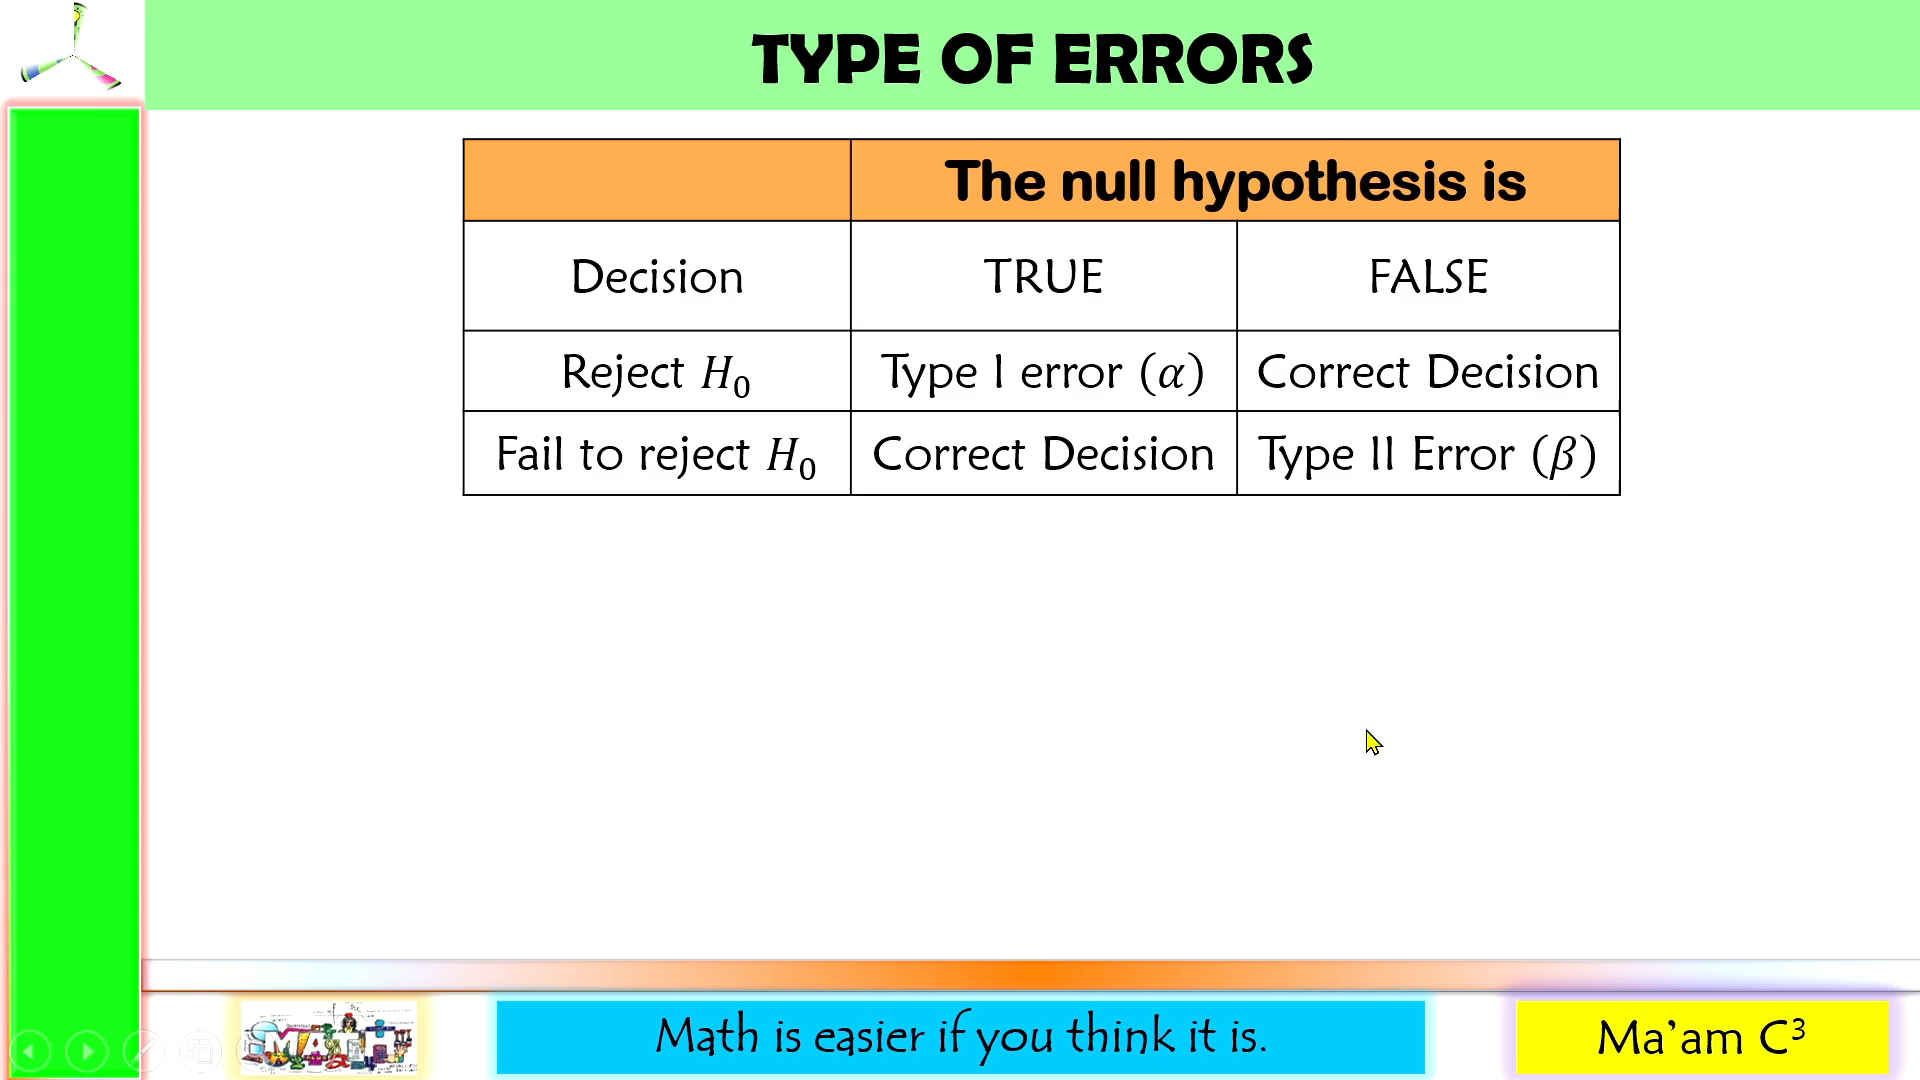 TYPE OF ERRORS
The null hypothesis is
Decision TRUE FALSE
Reject H₀ Type I error (α) Correct Decision
Fail to reject H₀ Correct Decision Type II Error (β)
MATH
Math is easier if you think it is.
Ma’am C³